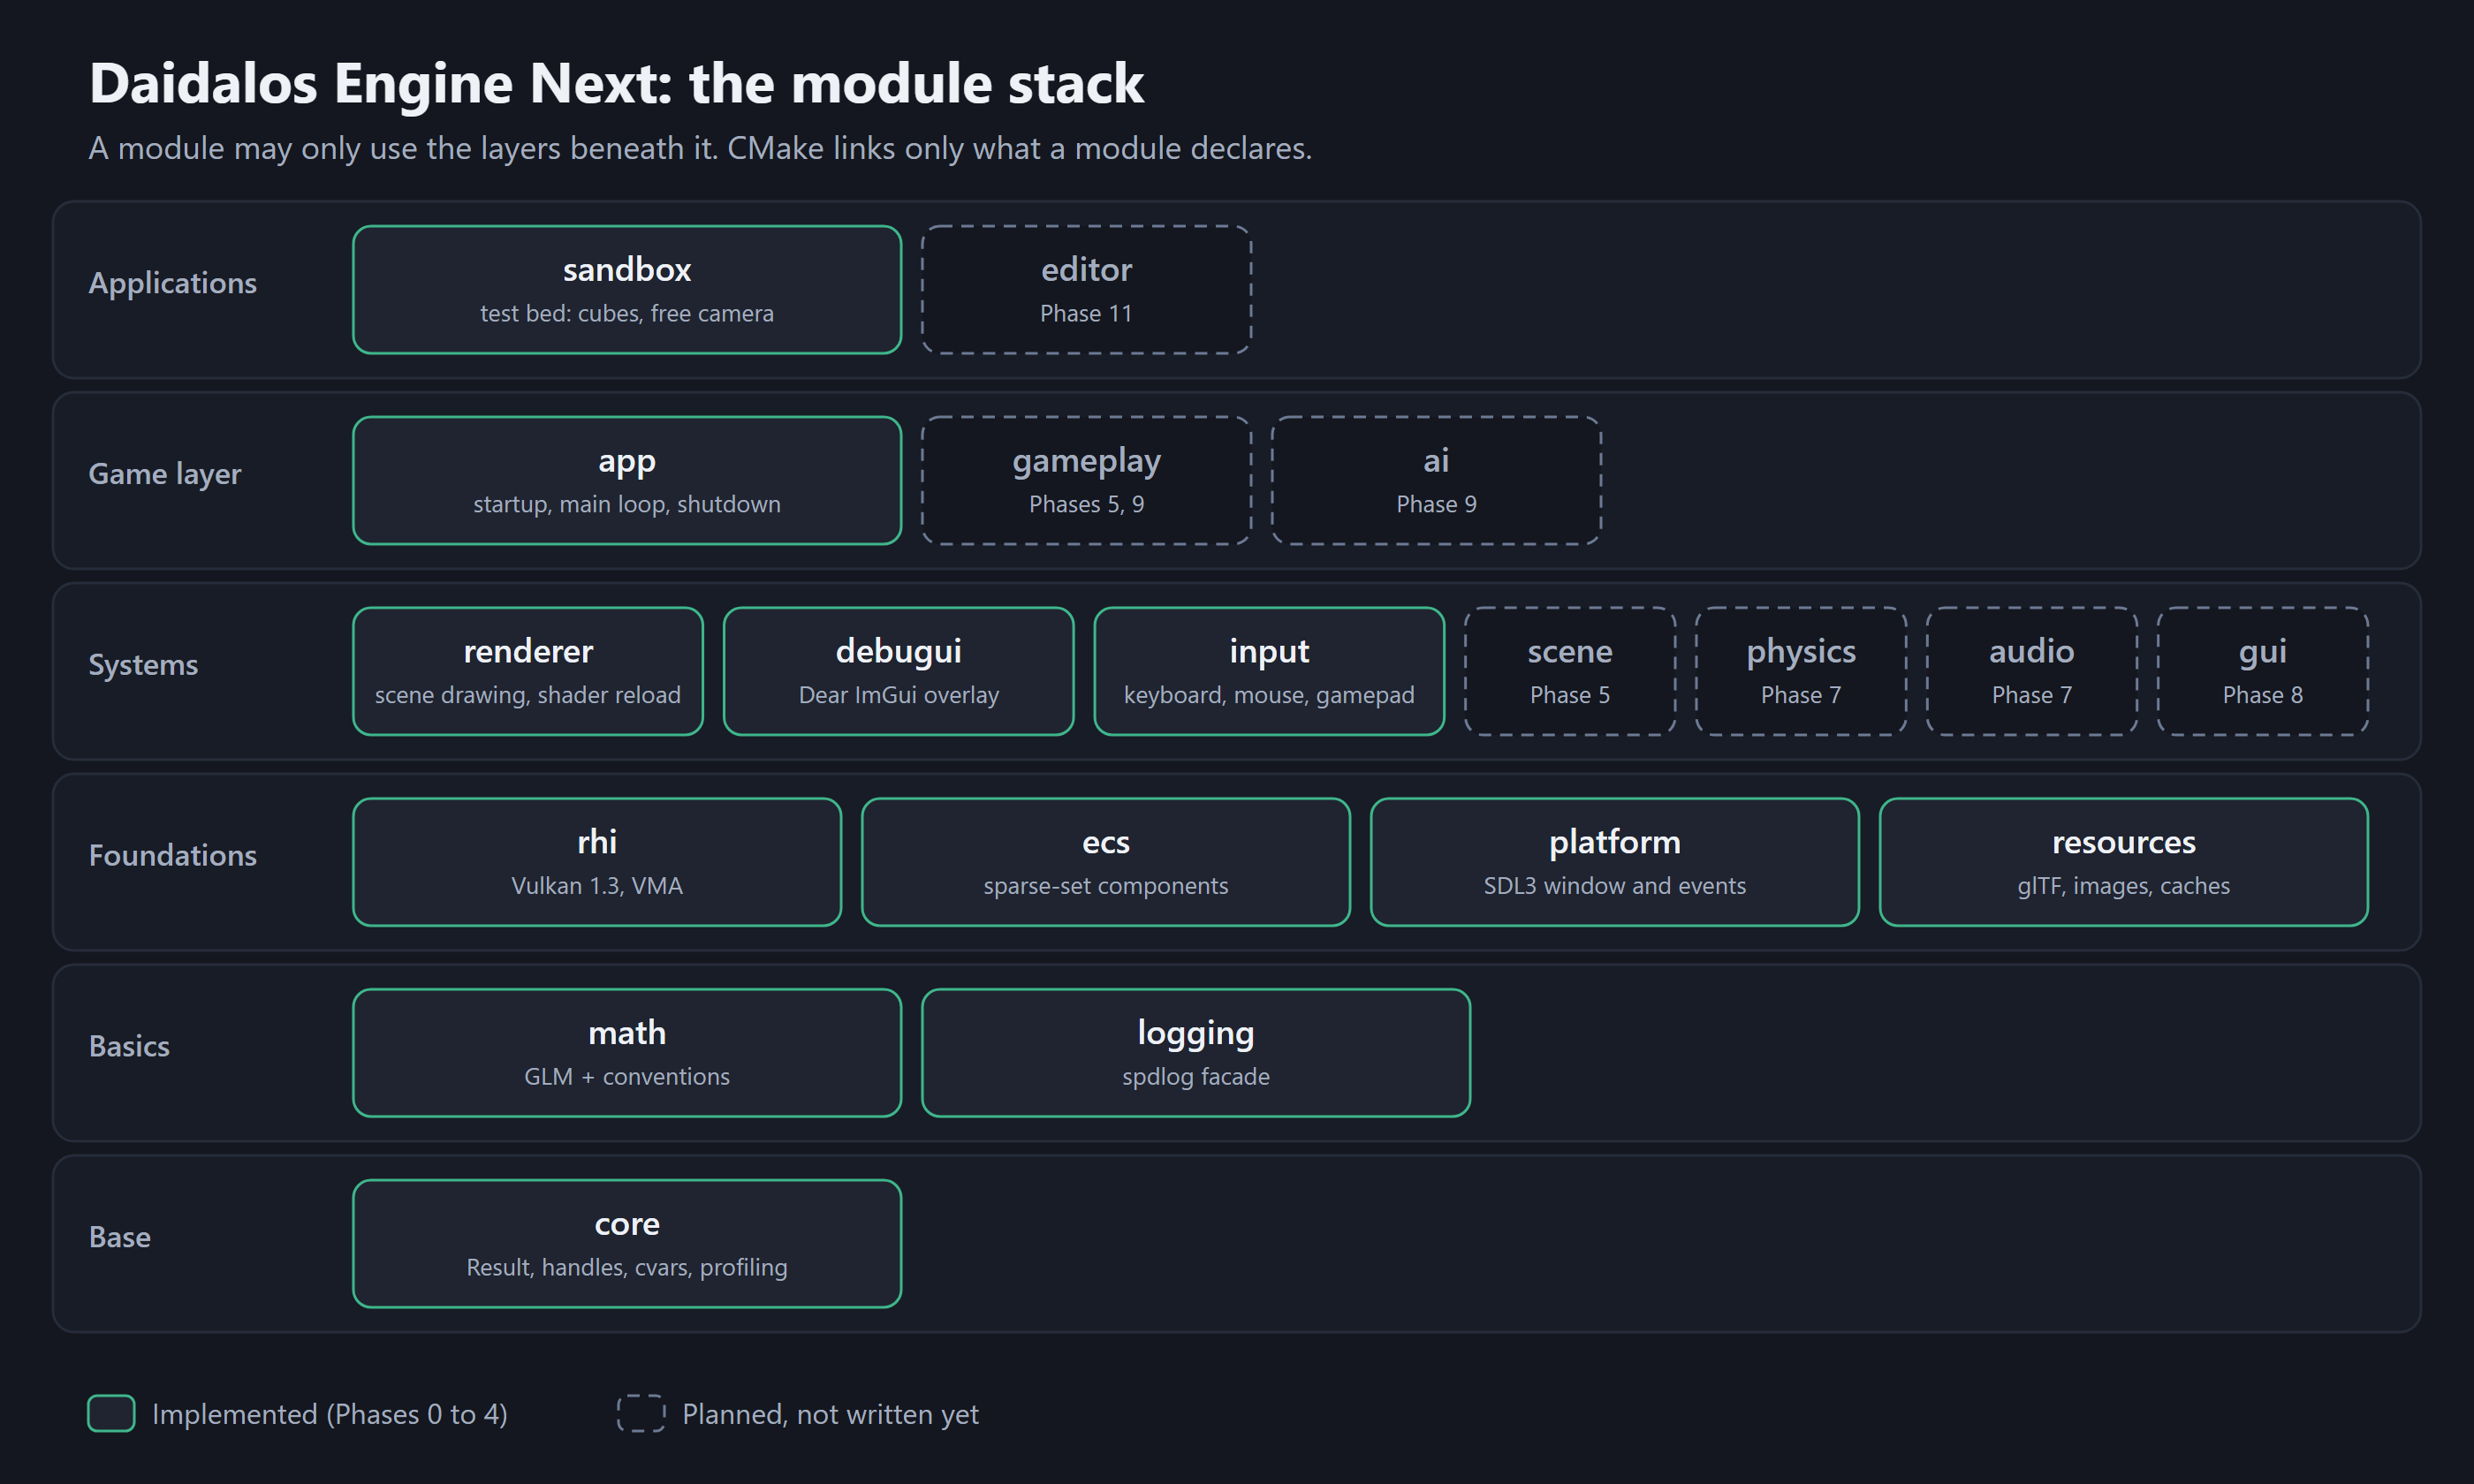 Daidalos Engine Next: the module stack
A module may only use the layers beneath it. CMake links only what a module declares.
Applications
sandbox
test bed: cubes, free camera
editor
Phase 11
Game layer
app
startup, main loop, shutdown
gameplay
Phases 5, 9
ai
Phase 9
Systems
renderer
scene drawing, shader reload
debugui
Dear ImGui overlay
input
keyboard, mouse, gamepad
scene
Phase 5
physics
Phase 7
audio
Phase 7
gui
Phase 8
Foundations
rhi
Vulkan 1.3, VMA
ecs
sparse-set components
platform
SDL3 window and events
resources
glTF, images, caches
Basics
math
GLM + conventions
logging
spdlog facade
Base
core
Result, handles, cvars, profiling
Implemented (Phases 0 to 4)
Planned, not written yet